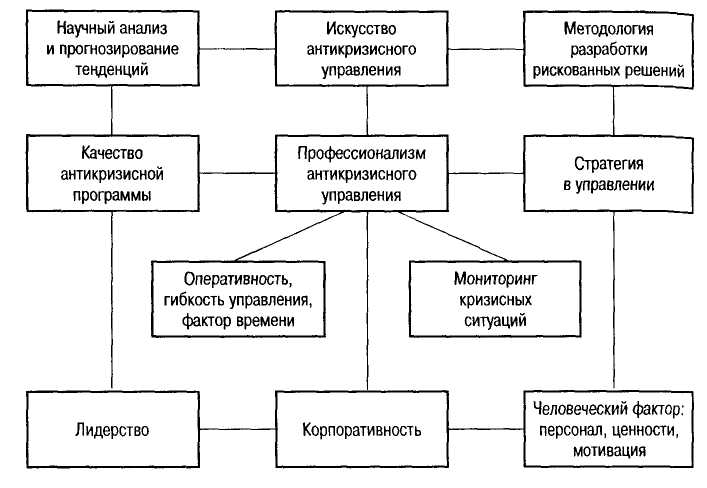 Научный анализ
и прогнозирование
тенденций
Искусство
антикризисного
управления
Методология
разработки
рискованных решений
Качество
антикризисной
программы
Профессионализм
антикризисного
управления
Стратегия
в управлении
Оперативность,
гибкость управления,
фактор времени
Мониторинг
кризисных
ситуаций
Лидерство
Корпоративность
Человеческий фактор:
персонал, ценности,
мотивация